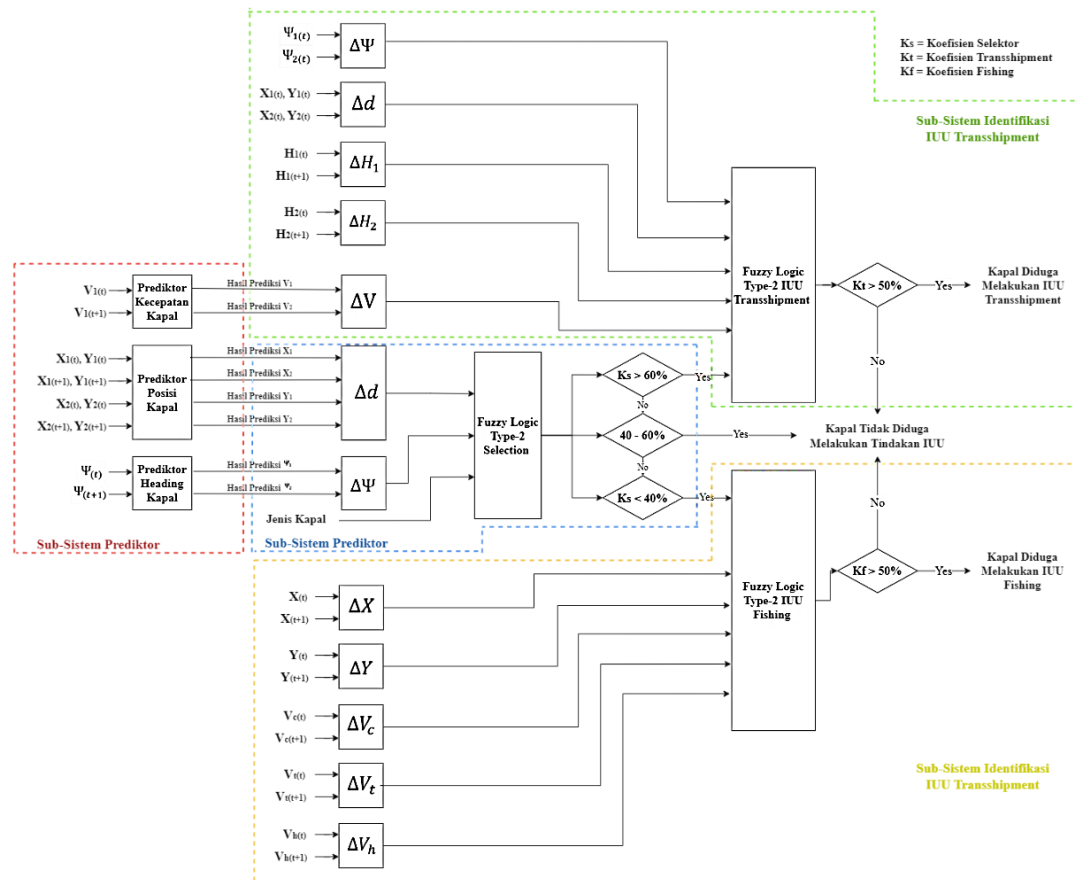 Ψ1(t)
Ψ2(t)
ΔΨ
Ks = Koefisien Selektor
Kt = Koefisien Transshipment
Kf = Koefisien Fishing
X1(t), Y1(t)
X2(t), Y2(t)
Δd
Sub-Sistem Identifikasi
IUU Transshipment
H1(t)
H1(t+1)
ΔH1
H2(t)
H2(t+1)
ΔH2
Fuzzy Logic
Type-2 IUU
Transshipment
Kt > 50%
Yes
Kapal Diduga
Melakukan IUU
Transshipment
No
V1(t)
V1(t+1)
Prediktor
Kecepatan
Kapal
Hasil Prediksi V1
Hasil Prediksi V2
ΔV
X1(t), Y1(t)
X1(t+1), Y1(t+1)
X2(t), Y2(t)
X2(t+1), Y2(t+1)
Prediktor
Posisi
Kapal
Hasil Prediksi X1
Hasil Prediksi X2
Hasil Prediksi Y1
Hasil Prediksi Y2
Δd
Fuzzy Logic
Type-2
Selection
Ks > 60%
Yes
No
40 - 60%
Yes
No
Ks < 40%
Yes
Kapal Tidak Diduga
Melakukan Tindakan IUU
Ψ(t)
Ψ(t+1)
Prediktor
Heading
Kapal
Hasil Prediksi Ψ1
Hasil Prediksi Ψ2
ΔΨ
Jenis Kapal
Sub-Sistem Prediktor
Sub-Sistem Prediktor
No
X(t)
X(t+1)
ΔX
Fuzzy Logic
Type-2 IUU
Fishing
Kf > 50%
Yes
Kapal Diduga
Melakukan IUU
Fishing
Y(t)
Y(t+1)
ΔY
Vc(t)
Vc(t+1)
ΔVc
Vt(t)
Vt(t+1)
ΔVt
Sub-Sistem Identifikasi
IUU Transshipment
Vh(t)
Vh(t+1)
ΔVh